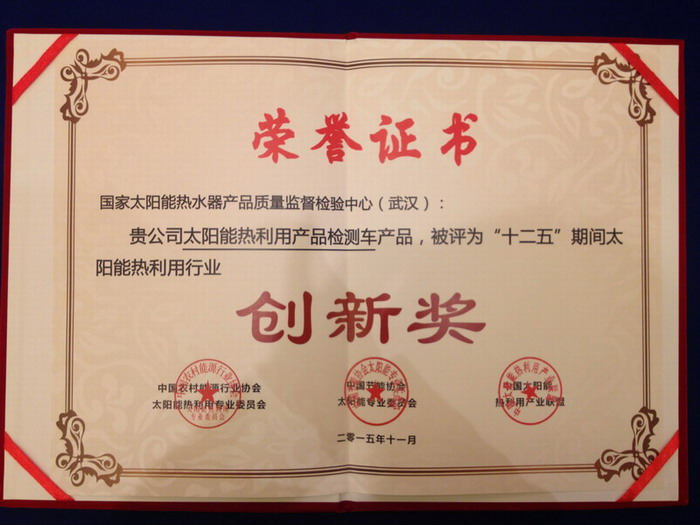 荣誉证书
国家太阳能热水器产品质量监督检验中心（武汉）：
贵公司太阳能热利用产品检测车产品，被评为“十二五”期间太
阳能热利用行业
创新奖
中国农村能源行业协会
太阳能热利用专业委员会
中国节能协会
太阳能专业委员会
中国太阳能
热利用产业联盟
二〇一五年十一月